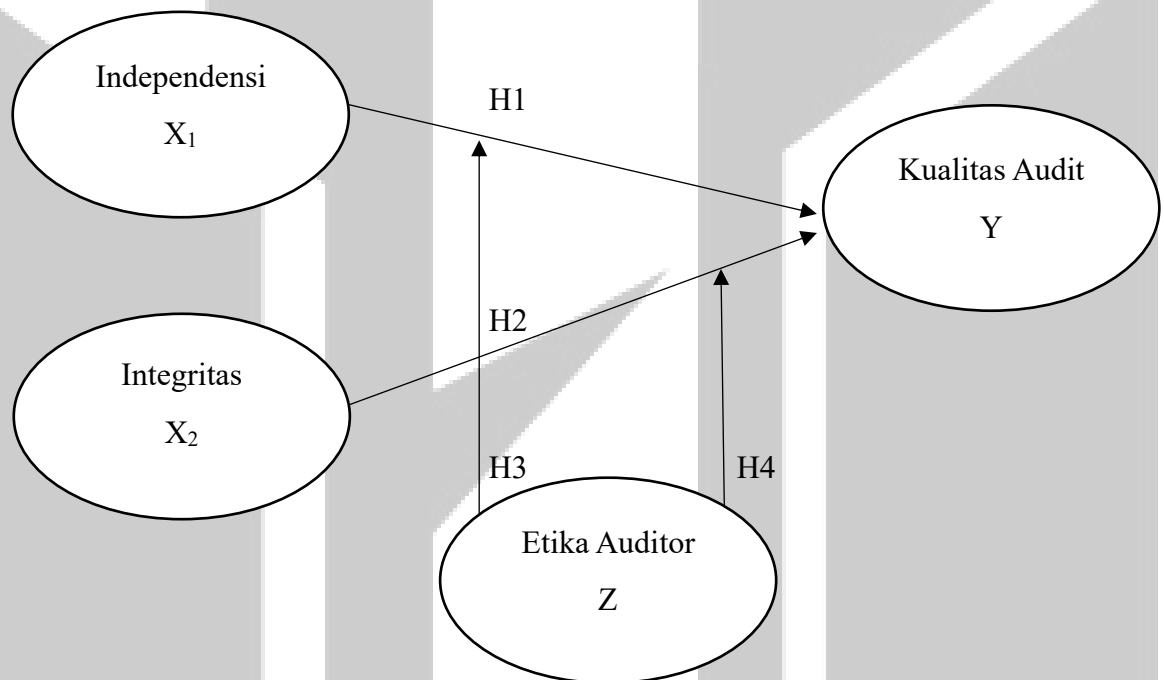 Independensi
X₁
H1
Kualitas Audit
Y
H2
Integritas
X₂
H3
H4
Etika Auditor
Z